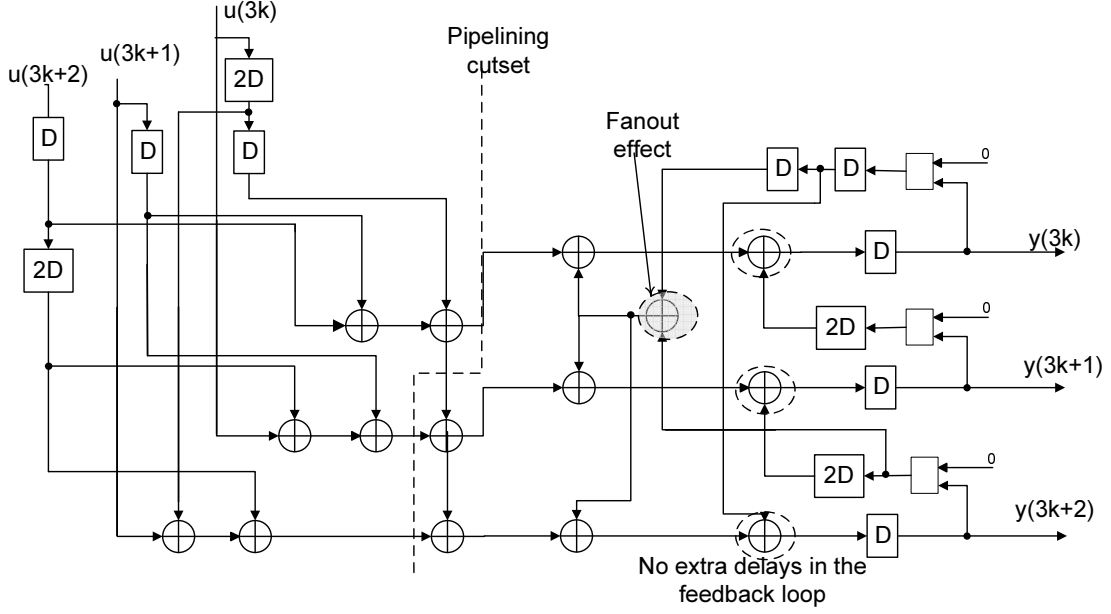 u(3k)
u(3k+1)
u(3k+2)
Pipelining
cutset
2D
D
D
D
Fanout
effect
D
D
0
2D
D
y(3k)
2D
0
D
y(3k+1)
2D
0
D
y(3k+2)
No extra delays in the
feedback loop